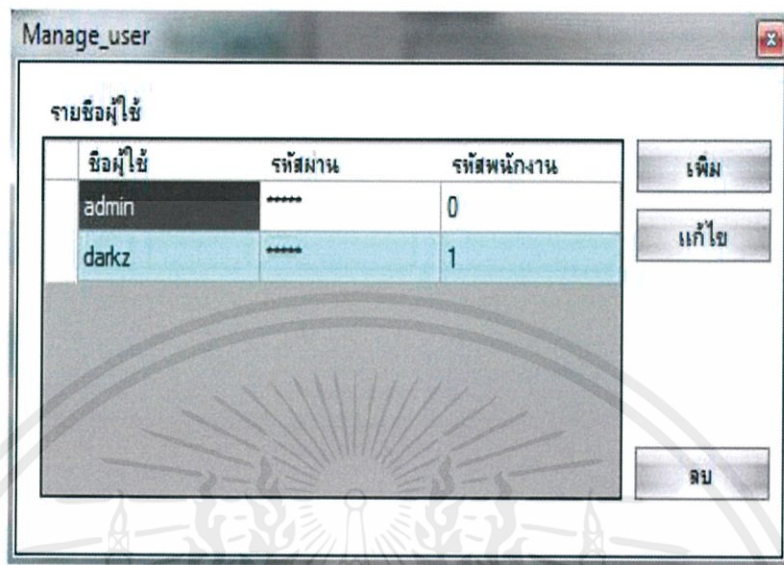 Manage_user
รายชื่อผู้ใช้
ชื่อผู้ใช้ รหัสผ่าน รหัสพนักงาน
admin ***** 0
darkz ***** 1
เพิ่ม
แก้ไข
ลบ